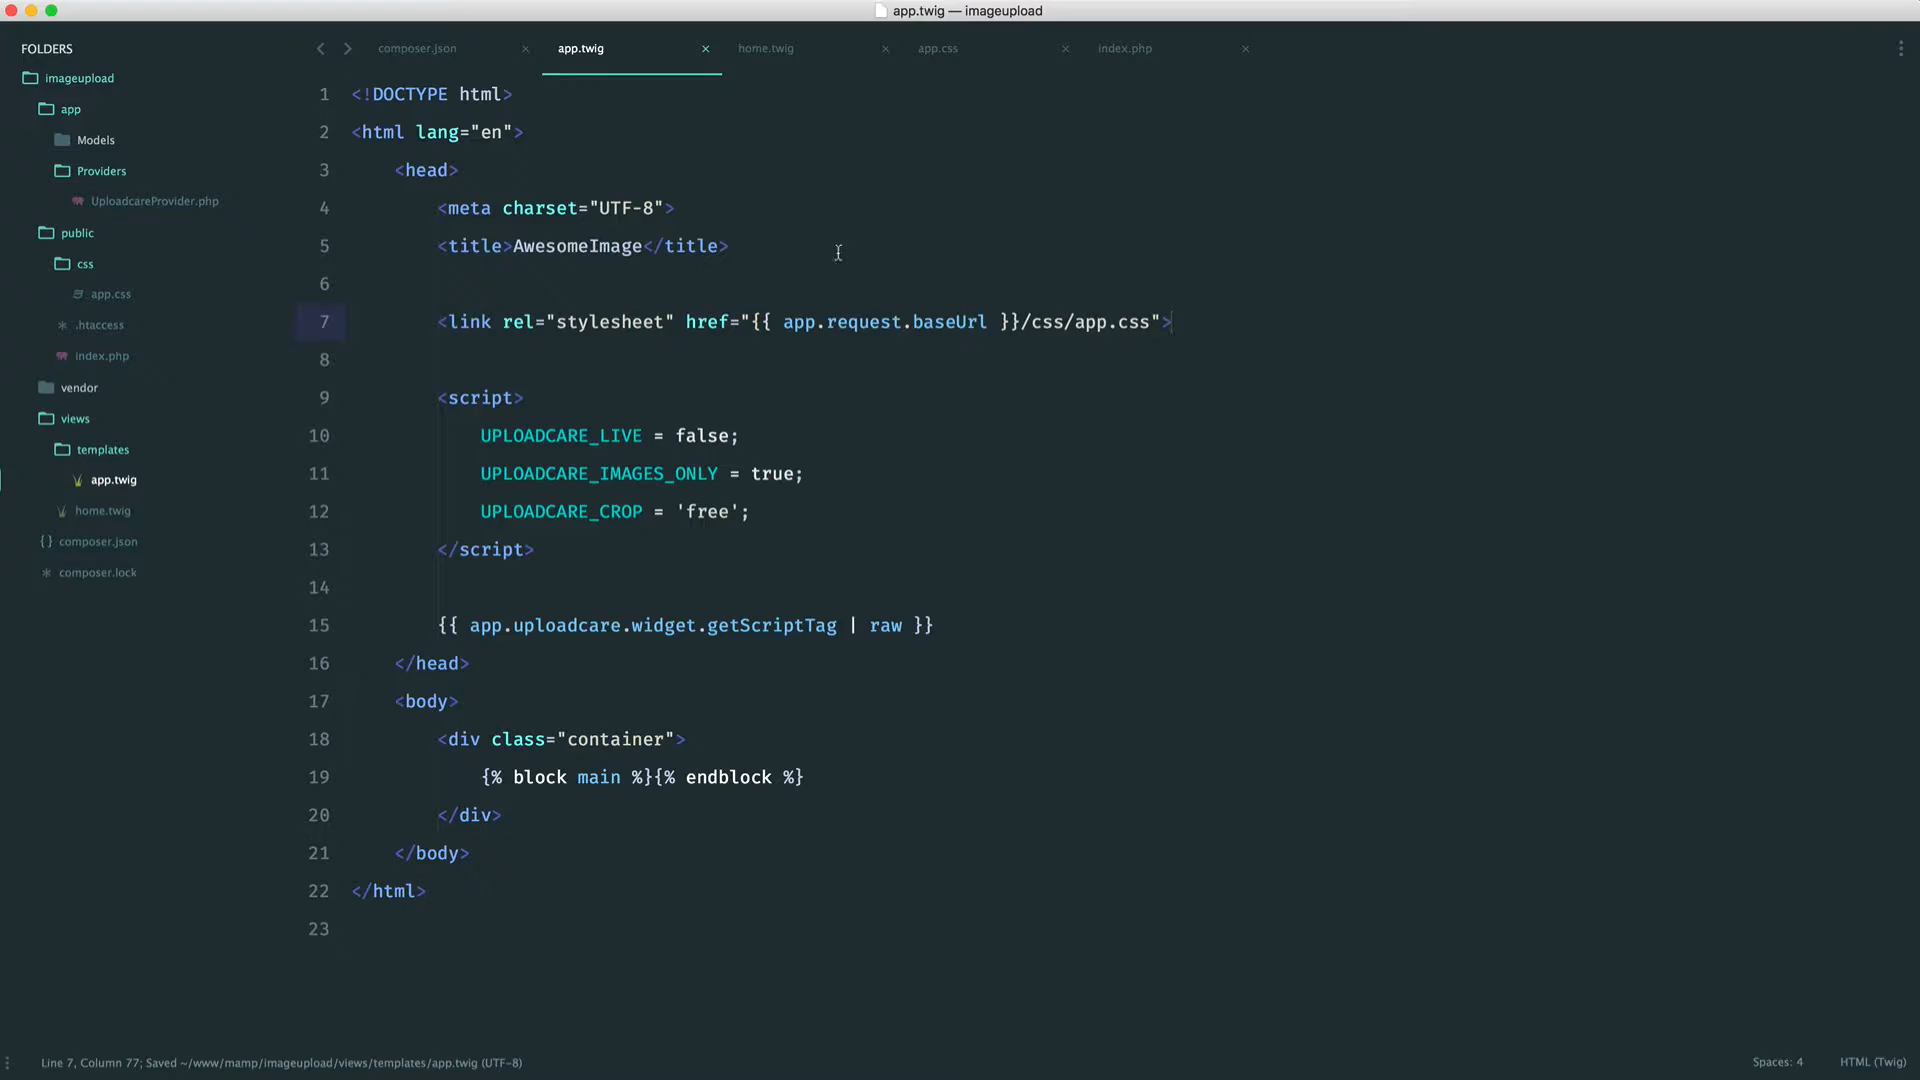 app.twig — imageupload
FOLDERS
imageupload
app
Models
Providers
UploadcareProvider.php
public
css
app.css
.htaccess
index.php
vendor
views
templates
app.twig
home.twig
composer.json
composer.lock
composer.json
app.twig
home.twig
app.css
index.php
1 <!DOCTYPE html>
2 <html lang="en">
3 <head>
4 <meta charset="UTF-8">
5 <title>AwesomeImage</title>
6
7 <link rel="stylesheet" href="{{ app.request.baseUrl }}/css/app.css">
8
9 <script>
10 UPLOADCARE_LIVE = false;
11 UPLOADCARE_IMAGES_ONLY = true;
12 UPLOADCARE_CROP = 'free';
13 </script>
14
15 {{ app.uploadcare.widget.getScriptTag | raw }}
16 </head>
17 <body>
18 <div class="container">
19 {% block main %}{% endblock %}
20 </div>
21 </body>
22 </html>
23
Line 7, Column 77; Saved ~/www/mamp/imageupload/views/templates/app.twig (UTF-8)
Spaces: 4
HTML (Twig)